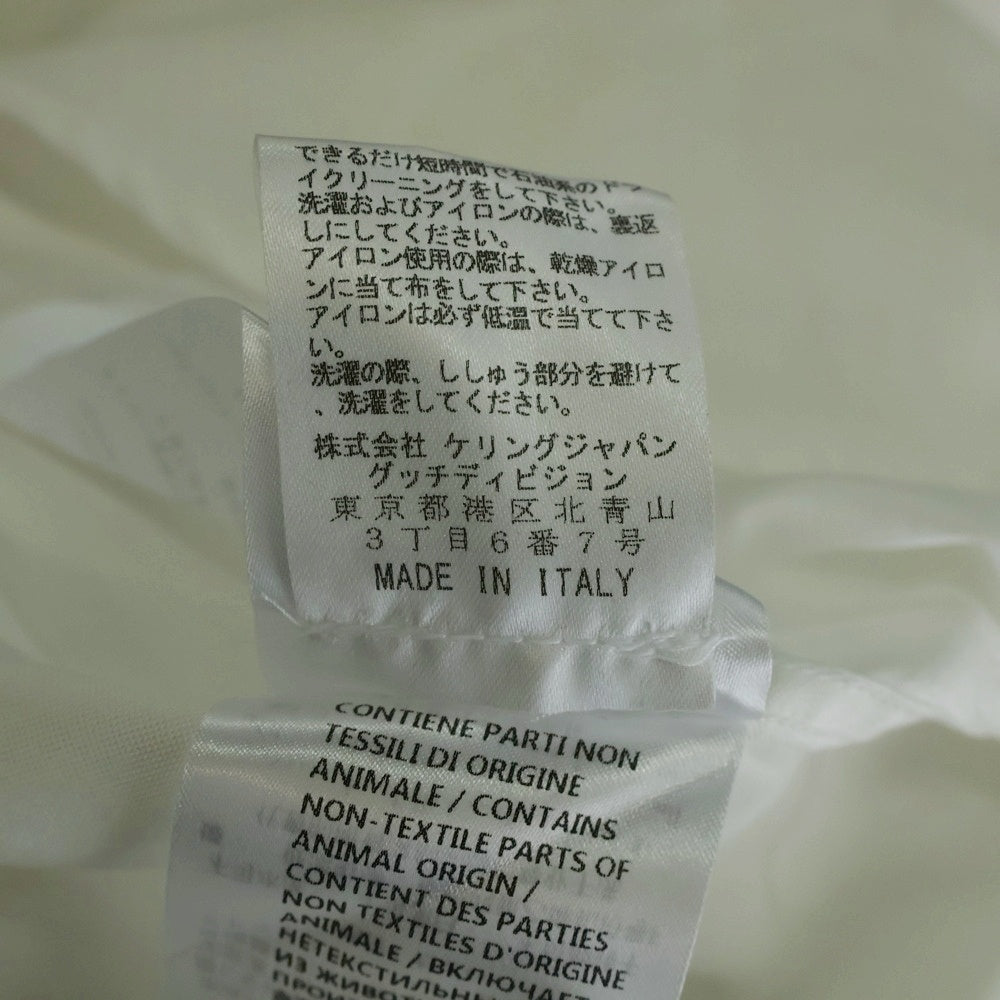 できるだけ短時間で石油系のドラ
イクリーニングをして下さい。
洗濯およびアイロンの際は、裏返
しにしてください。
アイロン使用の際は、乾燥アイロ
ンに当て布をして下さい。
アイロンは必ず低温で当てて下さ
い。
洗濯の際、ししゅう部分を避けて
、洗濯をしてください。
株式会社 ケリングジャパン
グッチディビジョン
東京都港区北青山
3丁目6番7号
MADE IN ITALY
CONTIENE PARTI NON
TESSILI DI ORIGINE
ANIMALE / CONTAINS
NON-TEXTILE PARTS OF
ANIMAL ORIGIN /
CONTIENT DES PARTIES
NON TEXTILES D'ORIGINE
ANIMALE / ВКЛЮЧАЕТ
НЕТЕКСТИЛЬНЫ
ИЗ ЖИВОТ